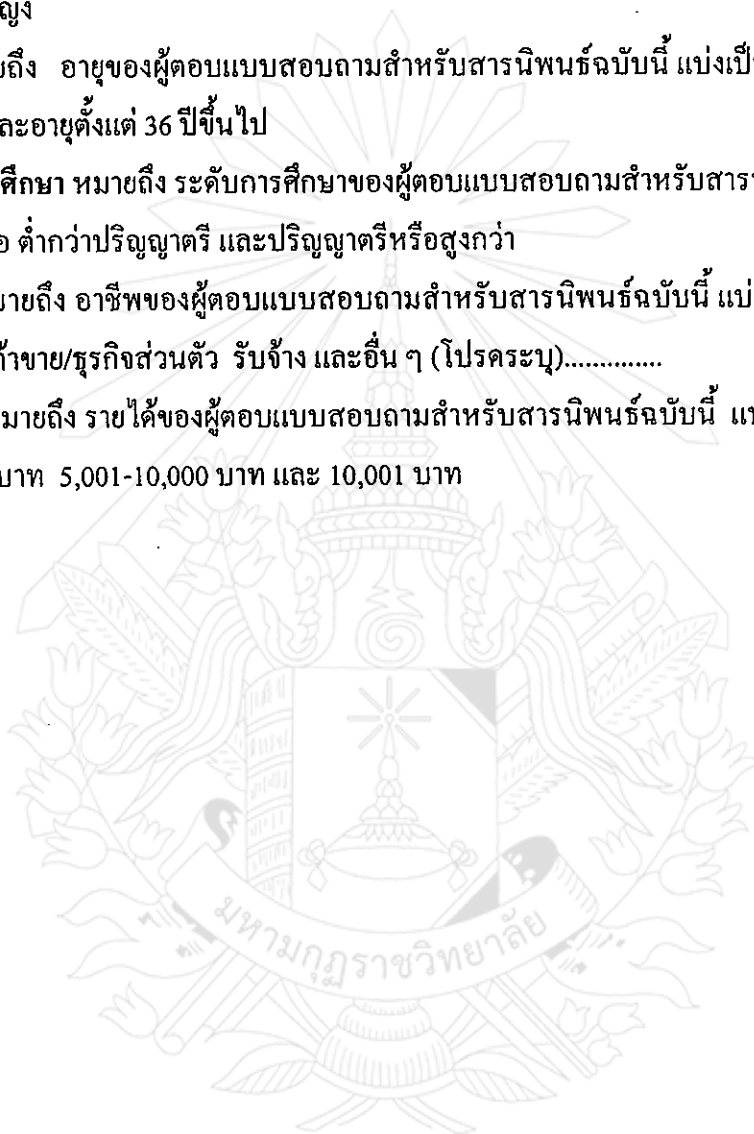 ญิง
ยถึง อายุของผู้ตอบแบบสอบถามสำหรับสารนิพนธ์ฉบับนี้ แบ่งเป็
ละอายุตั้งแต่ 36 ปีขึ้นไป
ศึกษา หมายถึง ระดับการศึกษาของผู้ตอบแบบสอบถามสำหรับสาร
อ ต่ำกว่าปริญญาตรี และปริญญาตรีหรือสูงกว่า
มายถึง อาชีพของผู้ตอบแบบสอบถามสำหรับสารนิพนธ์ฉบับนี้ แบ่
้าขาย/ธุรกิจส่วนตัว รับจ้าง และอื่น ๆ (โปรดระบุ)..............
มายถึง รายได้ของผู้ตอบแบบสอบถามสำหรับสารนิพนธ์ฉบับนี้ แ
บาท 5,001-10,000 บาท และ 10,001 บาท
มหามกุฏราชวิทยาลัย